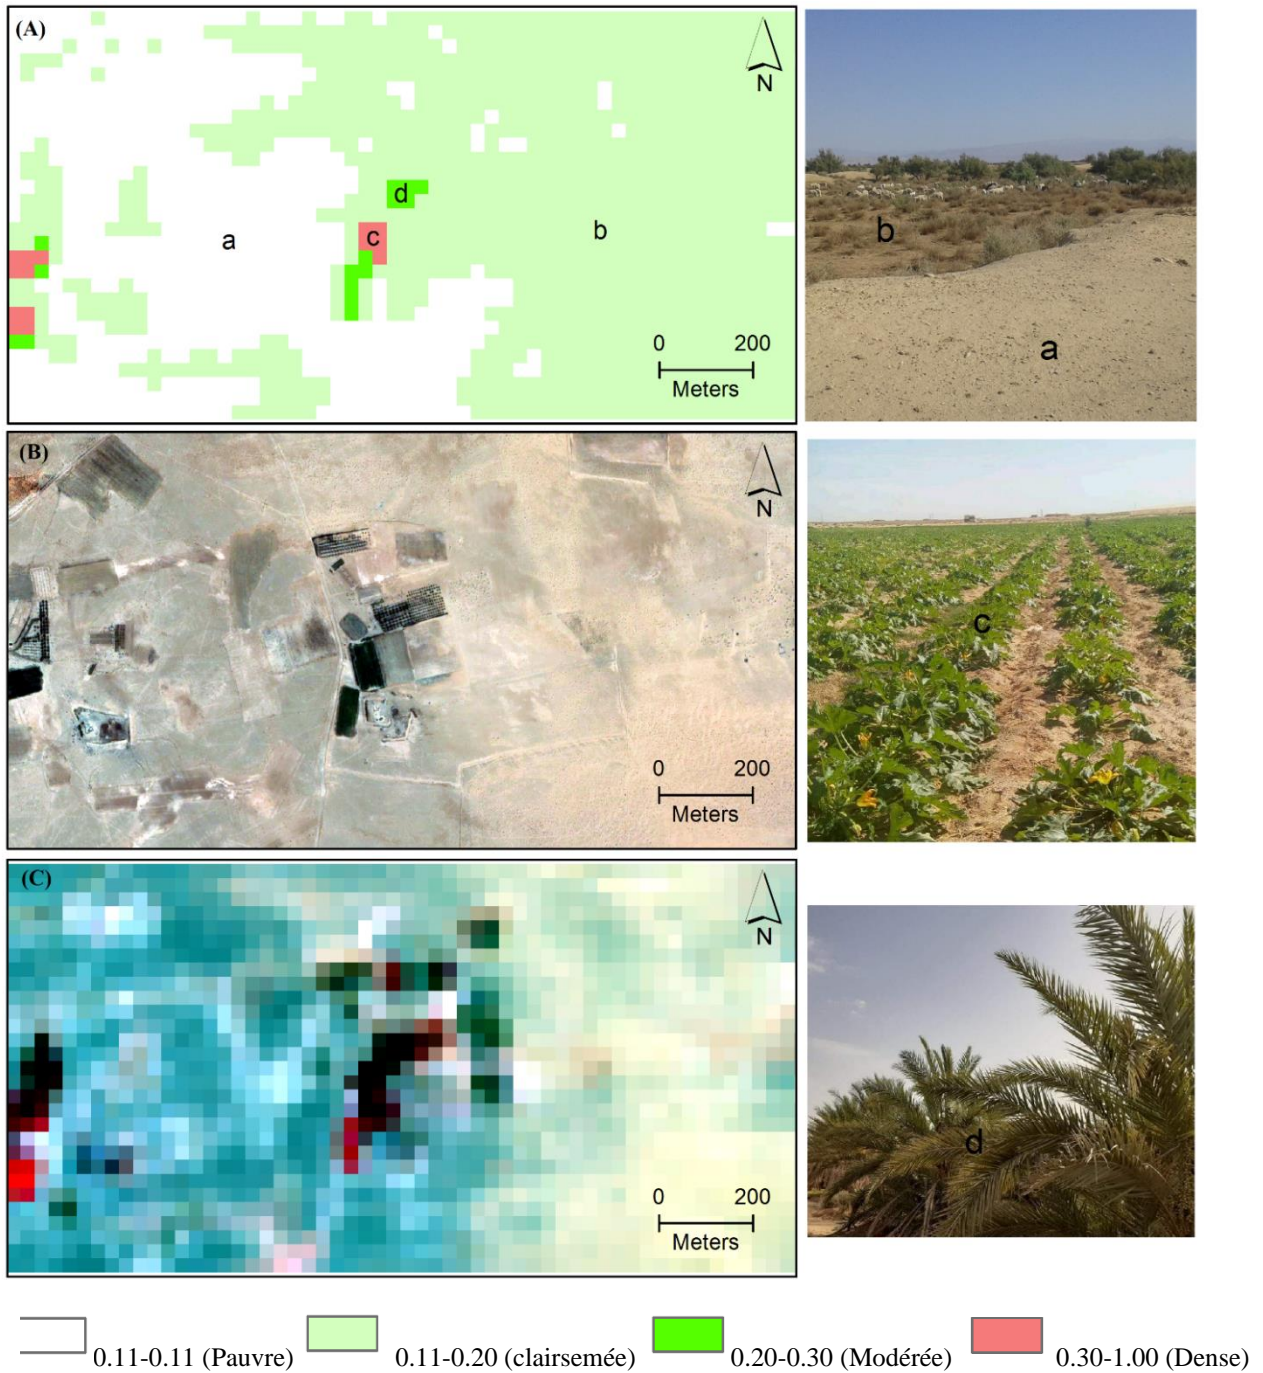 (A)
N
d
c
a
b
0 200
Meters
b
a
(B)
N
0 200
Meters
c
(C)
N
0 200
Meters
d
0.11-0.11 (Pauvre) 0.11-0.20 (clairsemée) 0.20-0.30 (Modérée) 0.30-1.00 (Dense)